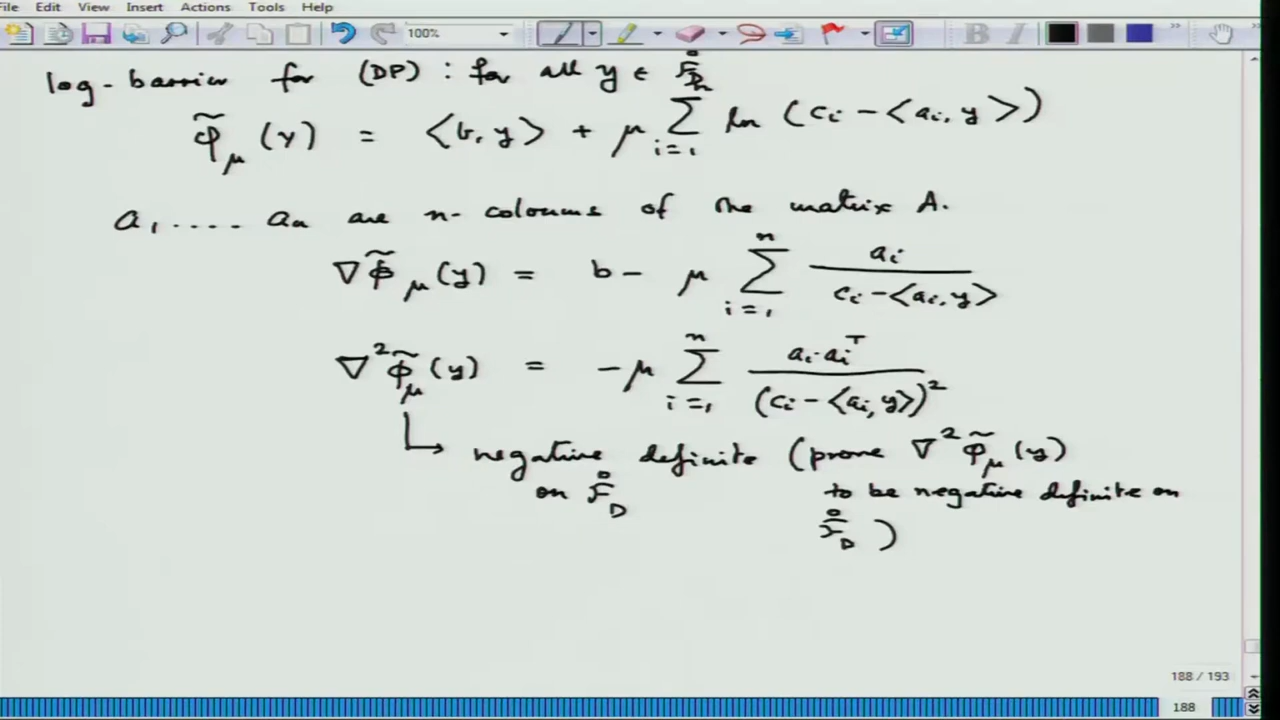 File Edit View Insert Actions Tools Help
100%
B I
log-barrier for (DP) : for all y ∈ F̊_D
φ̃_μ (y) = <b, y> + μ Σ_{i=1}^n ln (c_i - <a_i, y>)
a_1 .... a_n are n- coloums of the matrix A.
∇φ̃_μ (y) = b - μ Σ_{i=1}^n a_i / (c_i - <a_i, y>)
∇²φ̃_μ (y) = -μ Σ_{i=1}^n a_i · a_i^T / (c_i - <a_i, y>)²
↳ negative definite (prove ∇²φ̃_μ (y)
on F̊_D to be negative definite on
F̊_D )
188 / 193
188